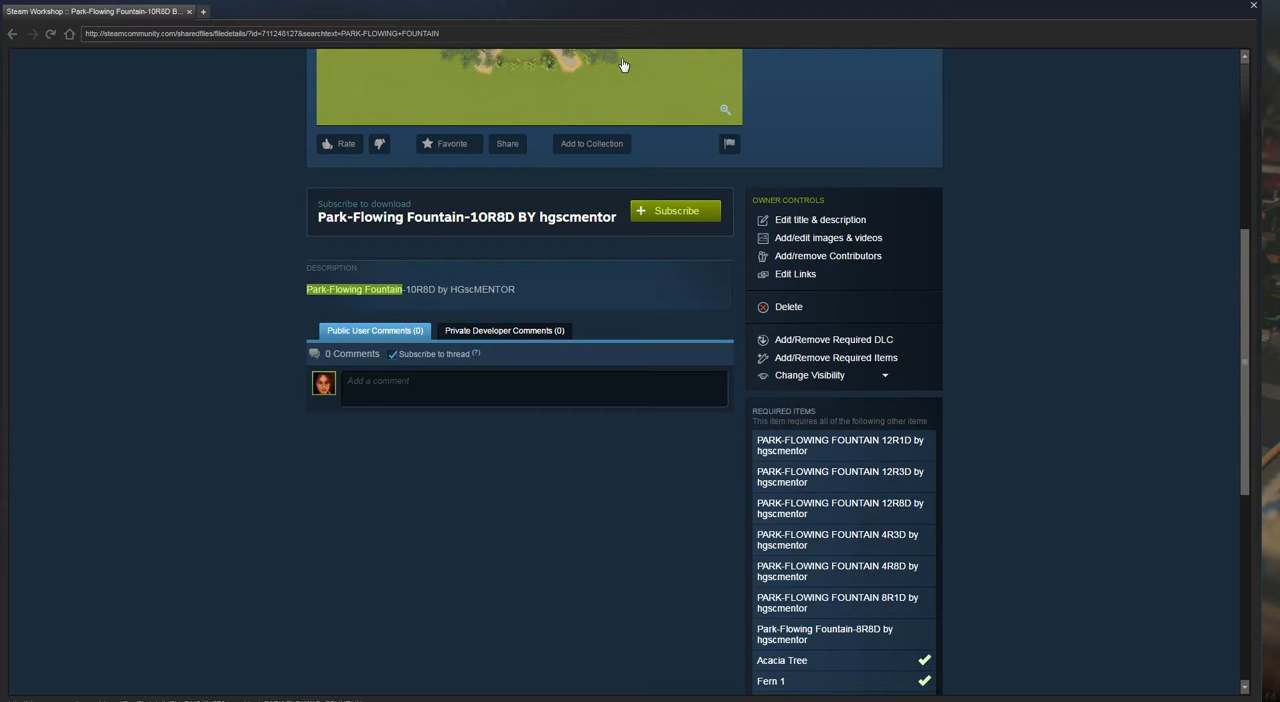 Steam Workshop :: Park-Flowing Fountain-10R8D B...
http://steamcommunity.com/sharedfiles/filedetails/?id=711248127&searchtext=PARK-FLOWING+FOUNTAIN
Rate
Favorite
Share
Add to Collection
Subscribe to download
Park-Flowing Fountain-10R8D BY hgscmentor
Subscribe
DESCRIPTION
Park-Flowing Fountain-10R8D by HGscMENTOR
Public User Comments (0)
Private Developer Comments (0)
0 Comments
Subscribe to thread (?)
Add a comment
OWNER CONTROLS
Edit title & description
Add/edit images & videos
Add/remove Contributors
Edit Links
Delete
Add/Remove Required DLC
Add/Remove Required Items
Change Visibility
REQUIRED ITEMS
This item requires all of the following other items
PARK-FLOWING FOUNTAIN 12R1D by
hgscmentor
PARK-FLOWING FOUNTAIN 12R3D by
hgscmentor
PARK-FLOWING FOUNTAIN 12R8D by
hgscmentor
PARK-FLOWING FOUNTAIN 4R3D by
hgscmentor
PARK-FLOWING FOUNTAIN 4R8D by
hgscmentor
PARK-FLOWING FOUNTAIN 8R1D by
hgscmentor
Park-Flowing Fountain-8R8D by
hgscmentor
Acacia Tree
Fern 1